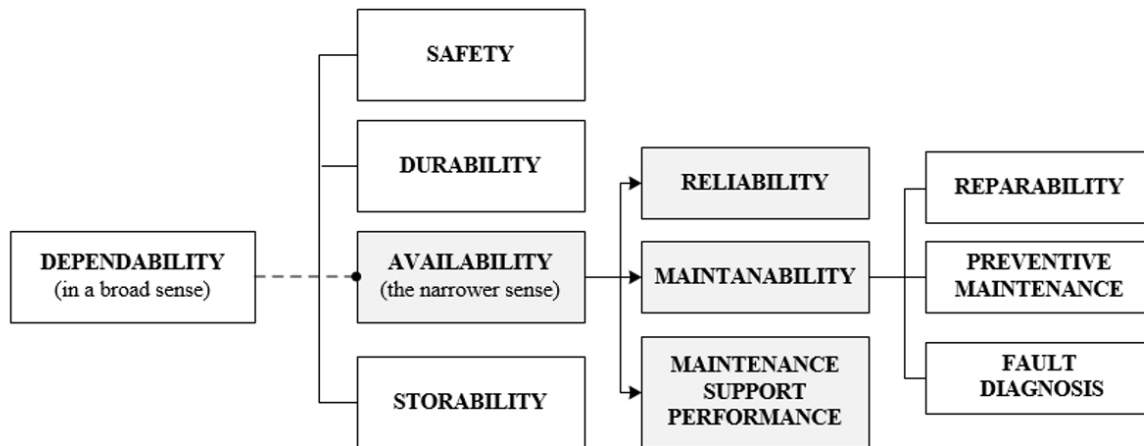 SAFETY
DURABILITY
DEPENDABILITY
(in a broad sense)
AVAILABILITY
(the narrower sense)
STORABILITY
RELIABILITY
MAINTANABILITY
MAINTENANCE
SUPPORT
PERFORMANCE
REPARABILITY
PREVENTIVE
MAINTENANCE
FAULT
DIAGNOSIS